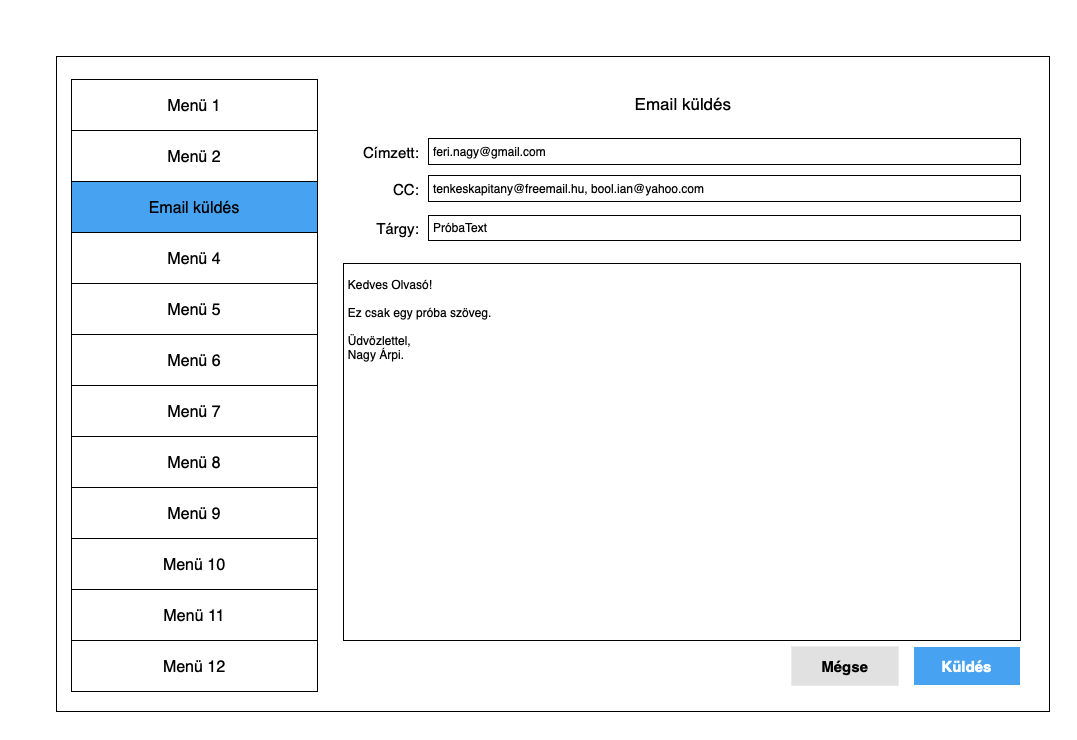 Menü 1
Menü 2
Email küldés
Menü 4
Menü 5
Menü 6
Menü 7
Menü 8
Menü 9
Menü 10
Menü 11
Menü 12
Email küldés
Címzett: feri.nagy@gmail.com
CC: tenkeskapitany@freemail.hu, bool.ian@yahoo.com
Tárgy: PróbaText
Kedves Olvasó!
Ez csak egy próba szöveg.
Üdvözlettel,
Nagy Árpi.
Mégse
Küldés